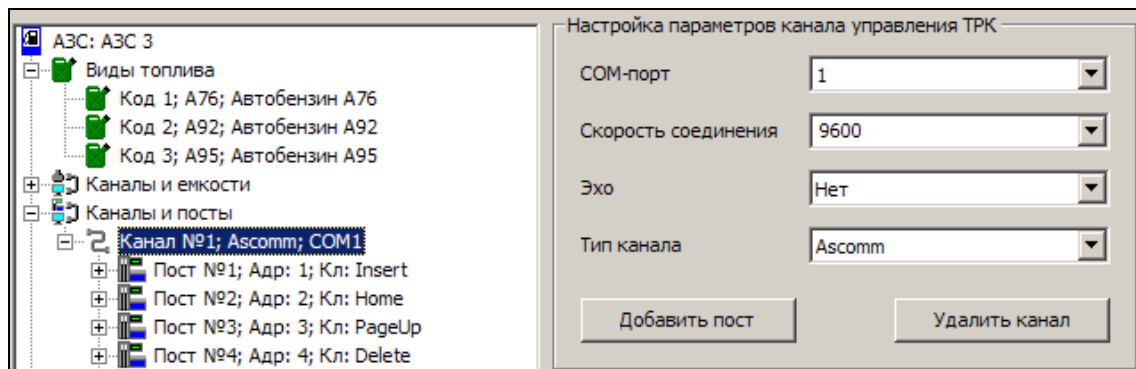 АЗС: АЗС 3
Виды топлива
Код 1; А76; Автобензин А76
Код 2; А92; Автобензин А92
Код 3; А95; Автобензин А95
Каналы и емкости
Каналы и посты
Канал №1; Ascomm; COM1
Пост №1; Адр: 1; Кл: Insert
Пост №2; Адр: 2; Кл: Home
Пост №3; Адр: 3; Кл: PageUp
Пост №4; Адр: 4; Кл: Delete
Настройка параметров канала управления ТРК
COM-порт
1
Скорость соединения
9600
Эхо
Нет
Тип канала
Ascomm
Добавить пост
Удалить канал